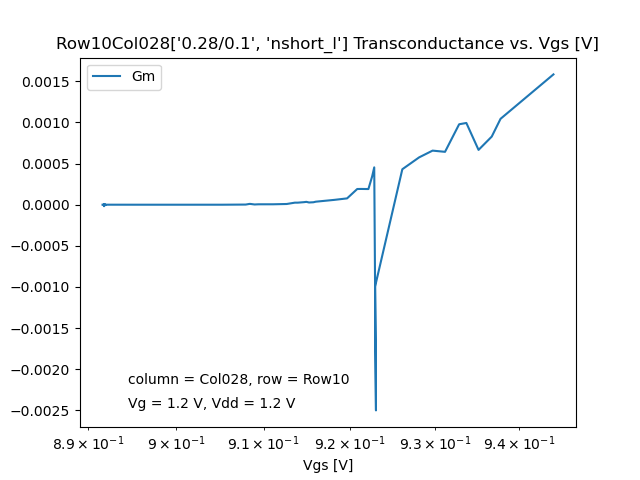 Row10Col028['0.28/0.1', 'nshort_l'] Transconductance vs. Vgs [V]
Gm
0.0015
0.0010
0.0005
0.0000
−0.0005
−0.0010
−0.0015
−0.0020
−0.0025
column = Col028, row = Row10
Vg = 1.2 V, Vdd = 1.2 V
8.9 × 10⁻¹ 9 × 10⁻¹ 9.1 × 10⁻¹ 9.2 × 10⁻¹ 9.3 × 10⁻¹ 9.4 × 10⁻¹
Vgs [V]